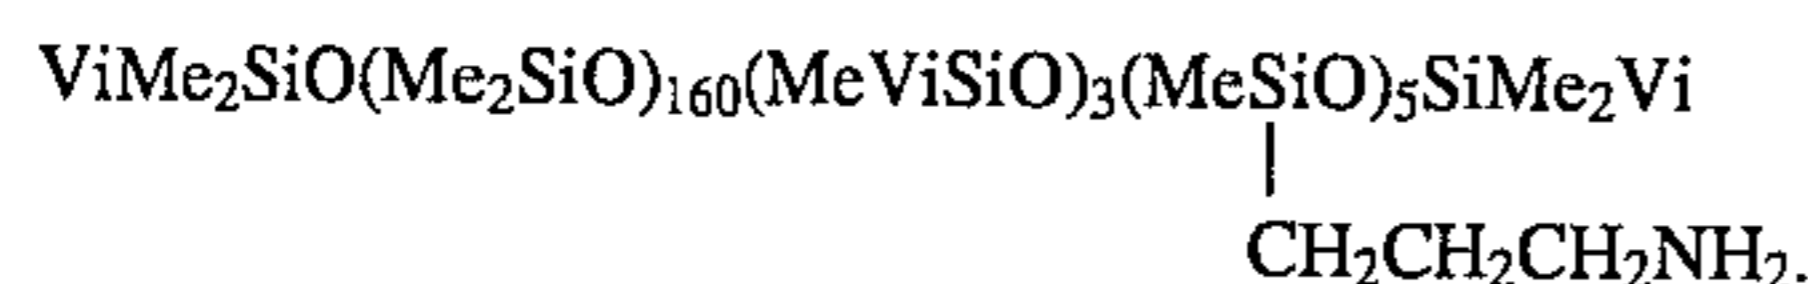 ViMe₂SiO(Me₂SiO)₁₆₀(MeViSiO)₃(MeSiO)₅SiMe₂Vi
|
CH₂CH₂CH₂NH₂.